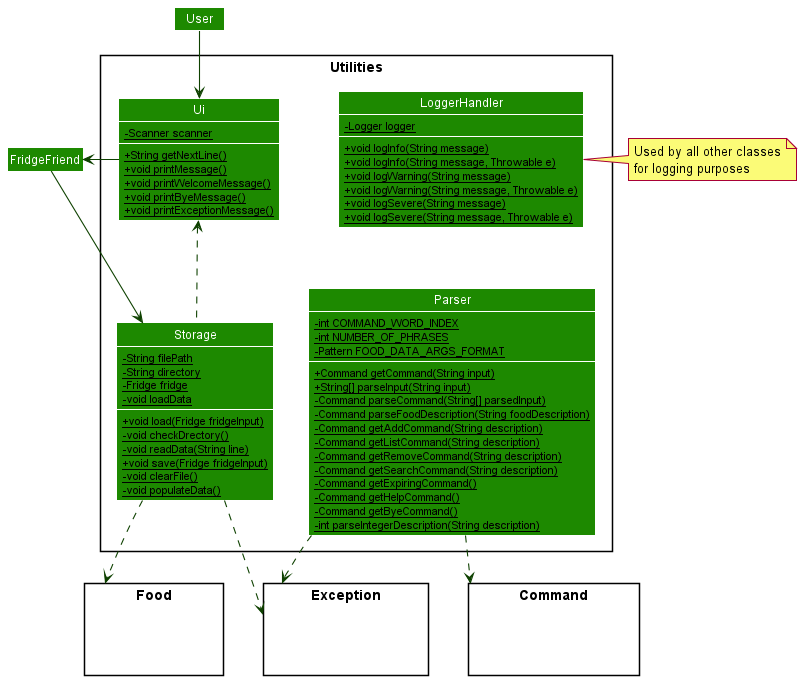 User
Utilities
Ui
-Scanner scanner
+String getNextLine()
+void printMessage()
+void printWelcomeMessage()
+void printByeMessage()
+void printExceptionMessage()
LoggerHandler
-Logger logger
+void logInfo(String message)
+void logInfo(String message, Throwable e)
+void logWarning(String message)
+void logWarning(String message, Throwable e)
+void logSevere(String message)
+void logSevere(String message, Throwable e)
Used by all other classes
for logging purposes
FridgeFriend
Storage
-String filePath
-String directory
-Fridge fridge
-void loadData
+void load(Fridge fridgeInput)
-void checkDrectory()
-void readData(String line)
+void save(Fridge fridgeInput)
-void clearFile()
-void populateData()
Parser
-int COMMAND_WORD_INDEX
-int NUMBER_OF_PHRASES
-Pattern FOOD_DATA_ARGS_FORMAT
+Command getCommand(String input)
+String[] parseInput(String input)
-Command parseCommand(String[] parsedInput)
-Command parseFoodDescription(String foodDescription)
-Command getAddCommand(String description)
-Command getListCommand(String description)
-Command getRemoveCommand(String description)
-Command getSearchCommand(String description)
-Command getExpiringCommand()
-Command getHelpCommand()
-Command getByeCommand()
-int parseIntegerDescription(String description)
Food
Exception
Command